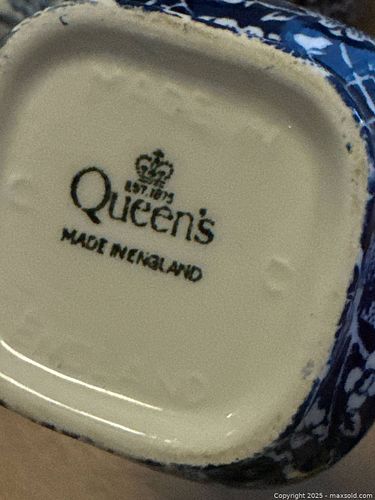 EST. 1875
Queen's
MADE IN ENGLAND
Copyright 2025 - maxsold.com